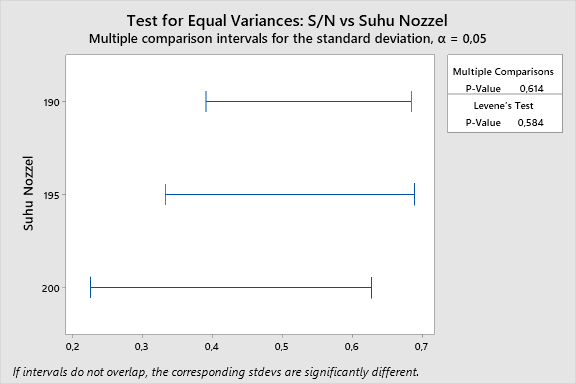 Test for Equal Variances: S/N vs Suhu Nozzel
Multiple comparison intervals for the standard deviation, α = 0,05
Multiple Comparisons
P-Value 0,614
Levene's Test
P-Value 0,584
Suhu Nozzel
190
195
200
0,2 0,3 0,4 0,5 0,6 0,7
If intervals do not overlap, the corresponding stdevs are significantly different.